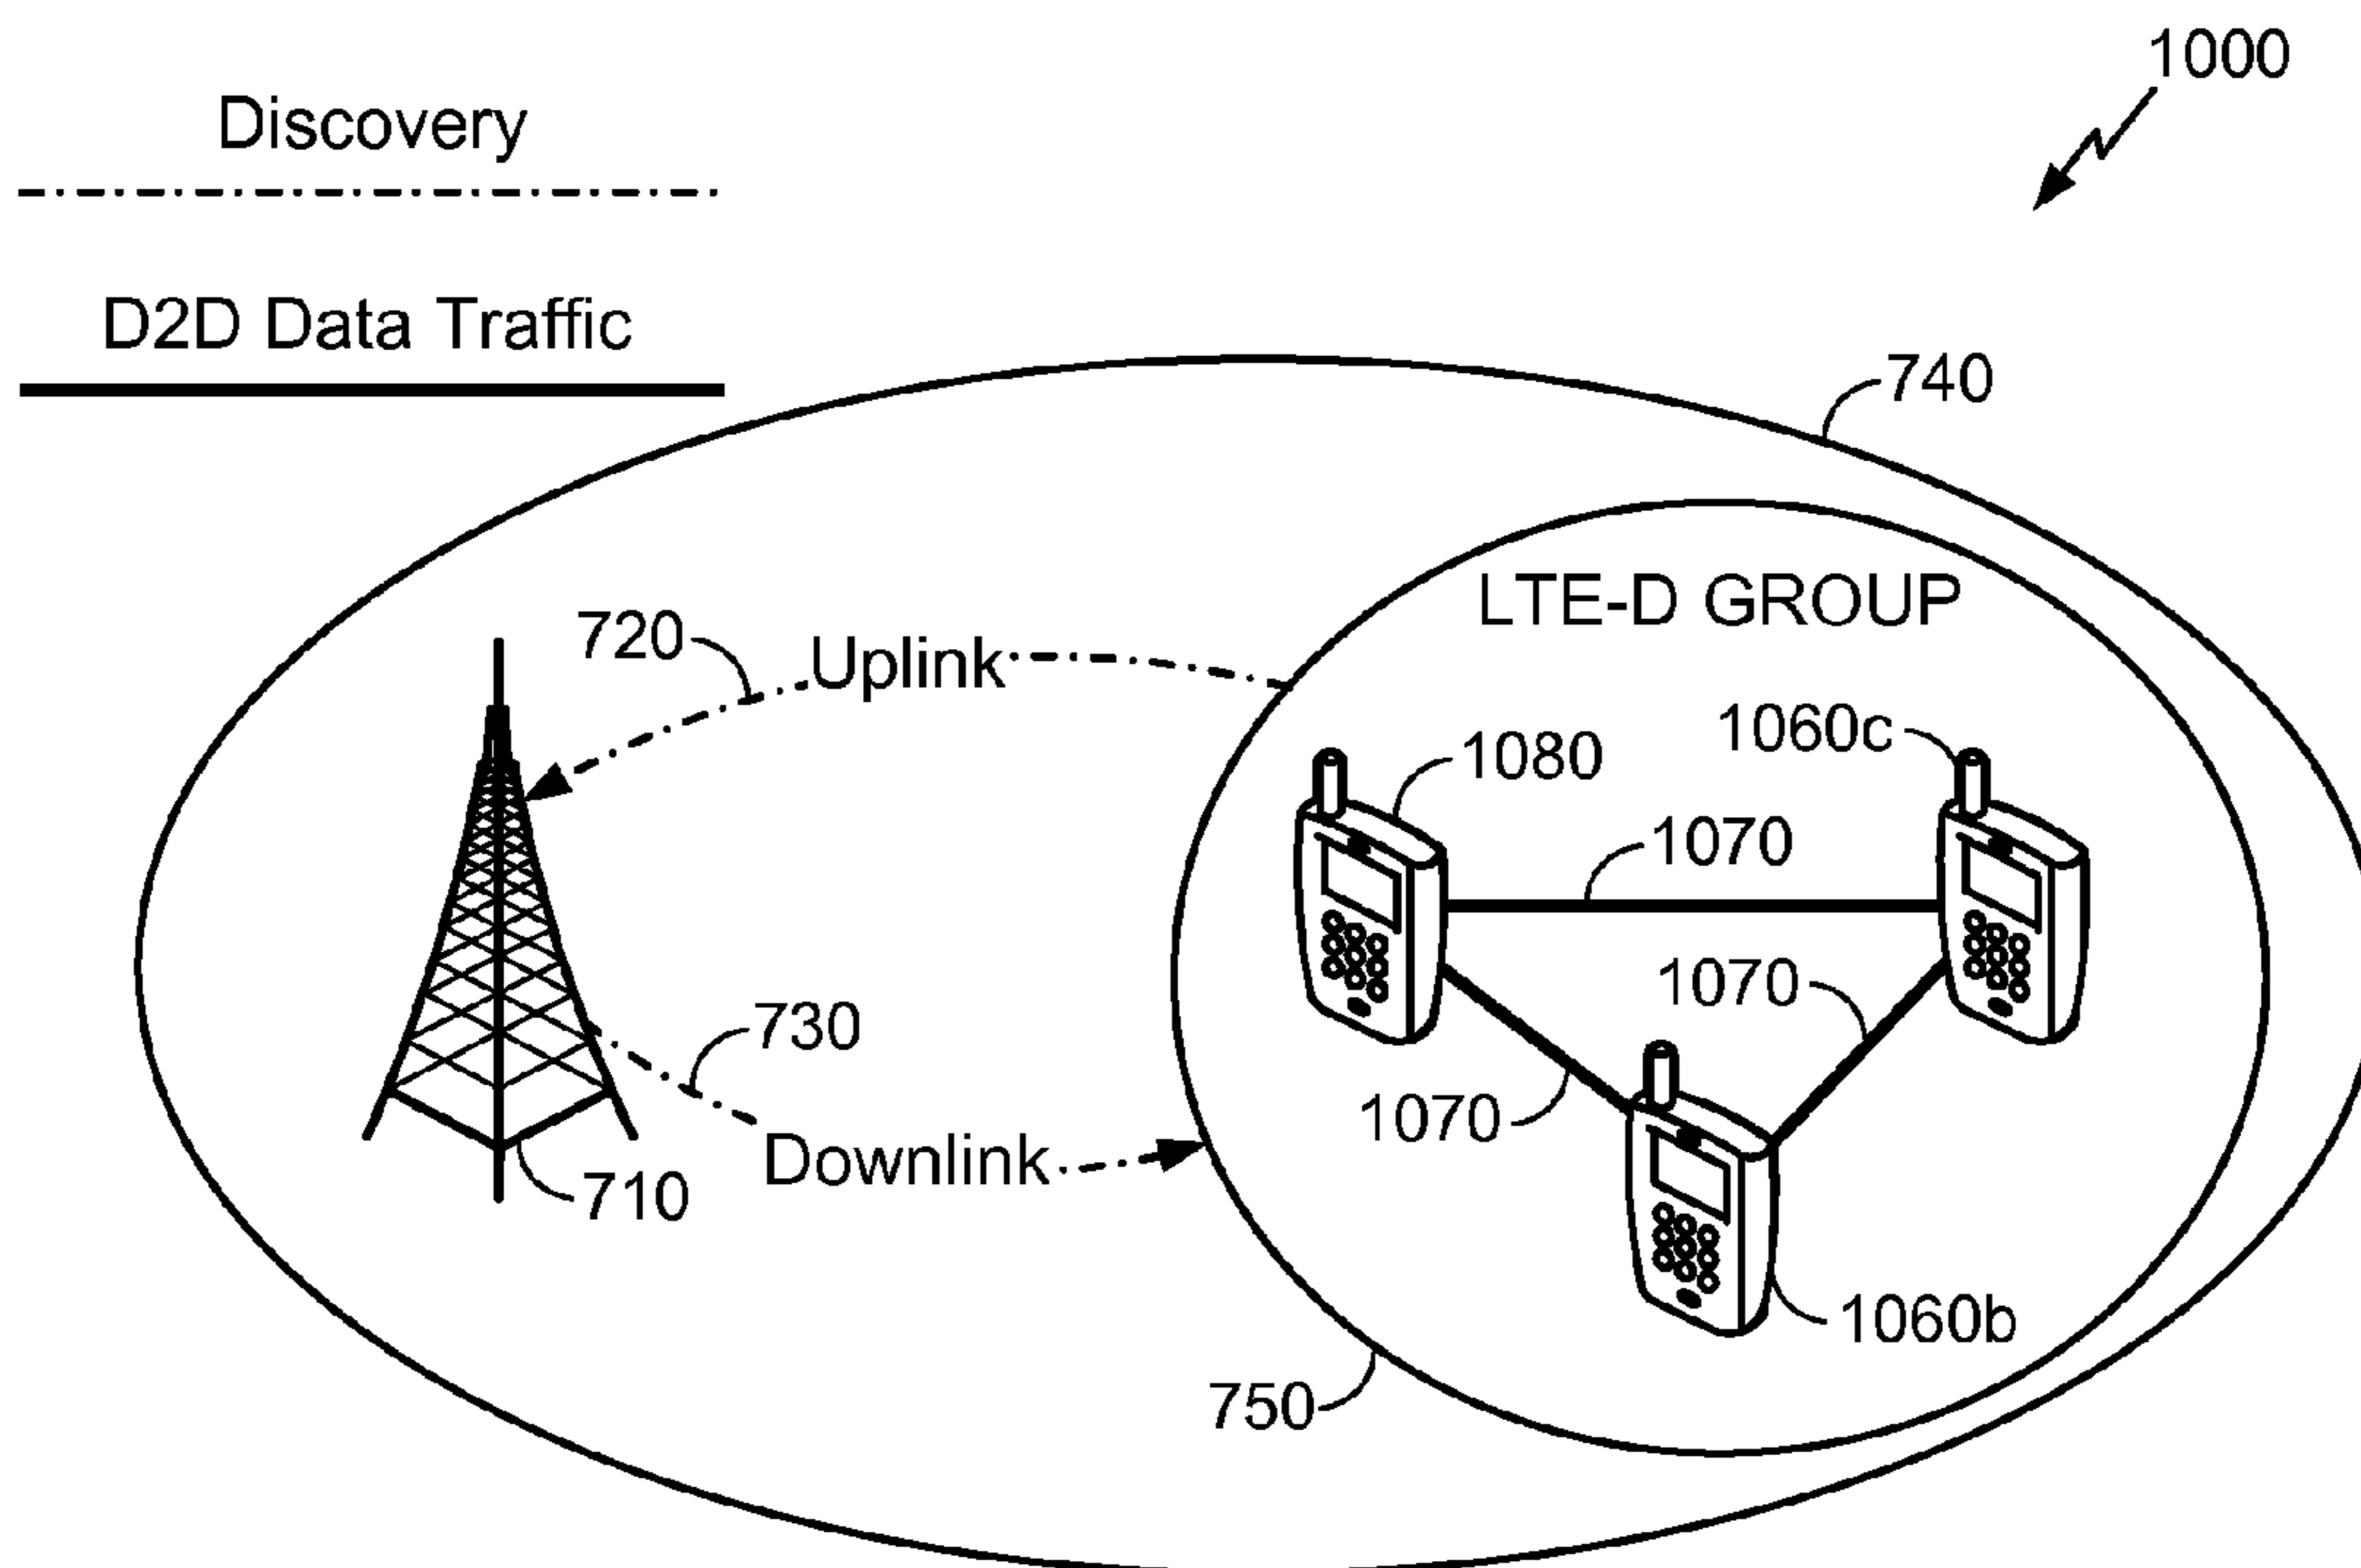 1000
Discovery
D2D Data Traffic
740
LTE-D GROUP
720
Uplink
1060c
1080
1070
1070
730
1070
Downlink
710
1060b
750